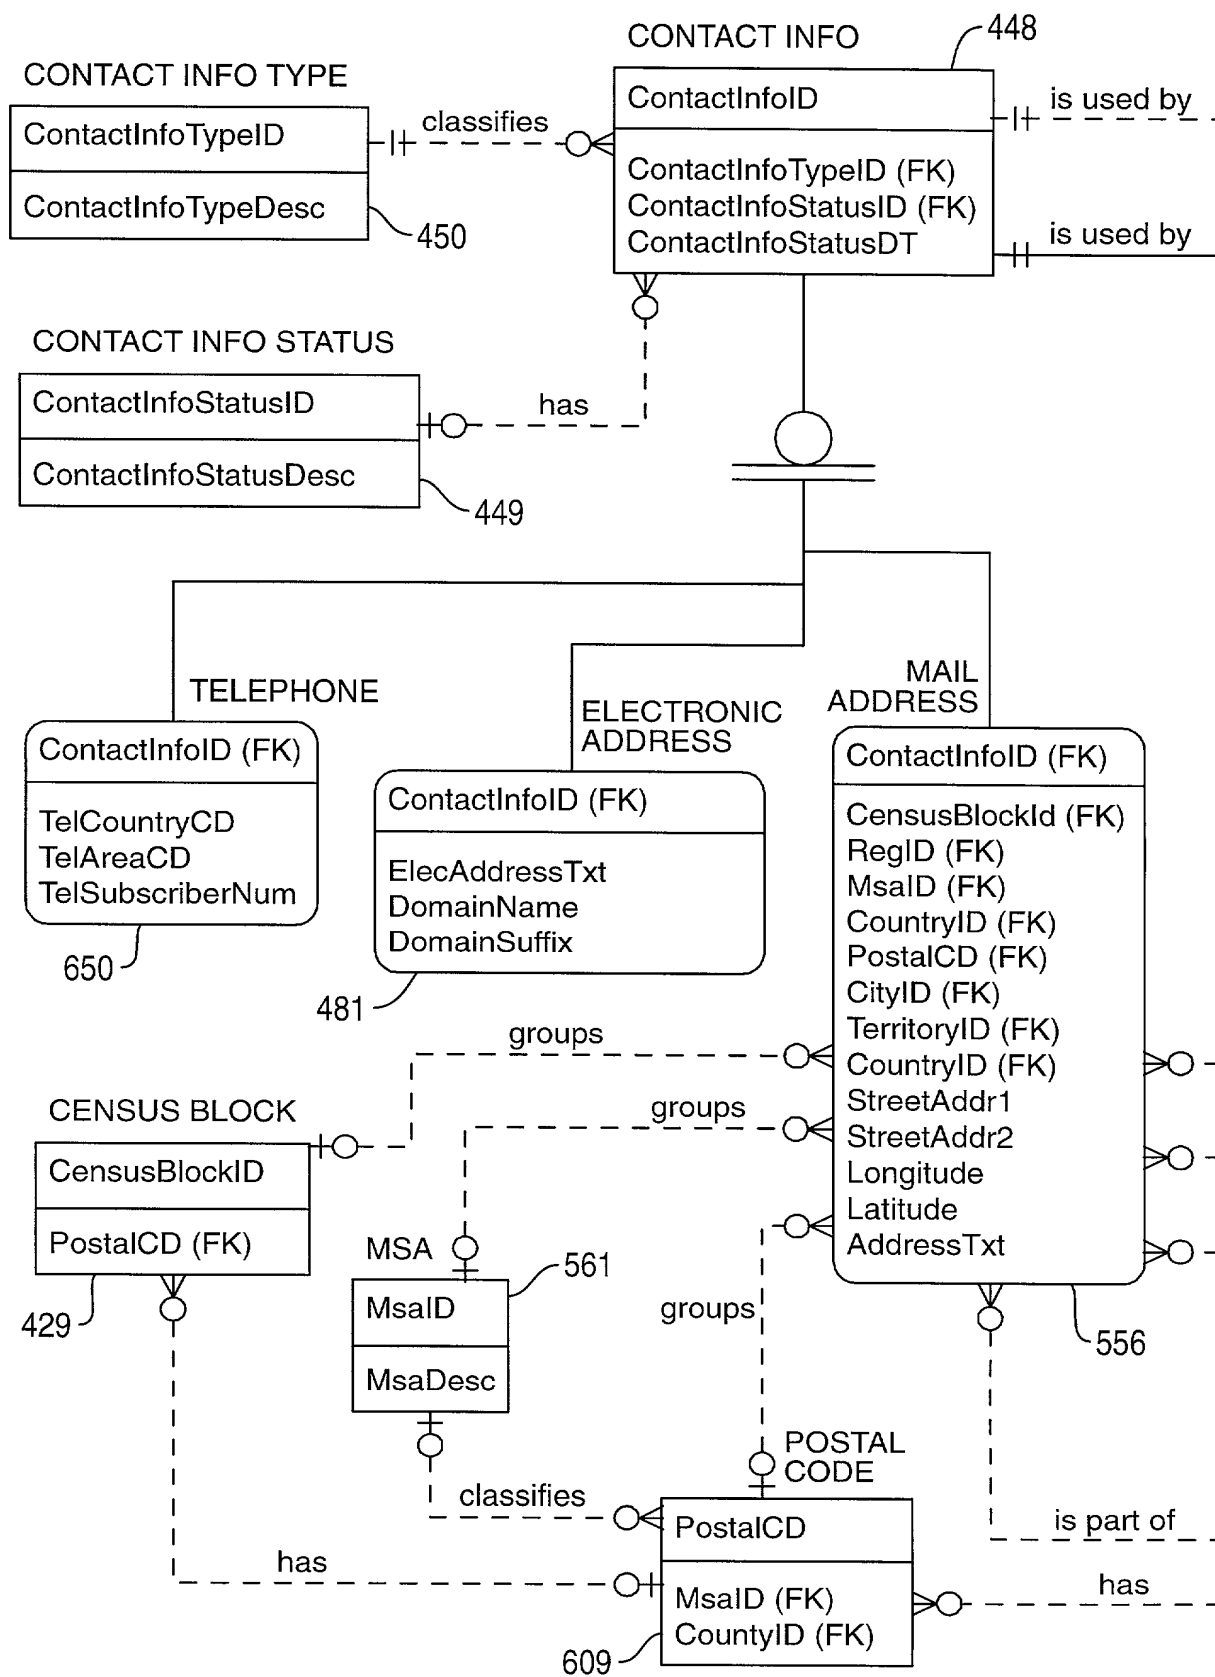 CONTACT INFO
448
ContactInfoID
ContactInfoTypeID (FK)
ContactInfoStatusID (FK)
ContactInfoStatusDT
is used by
is used by
CONTACT INFO TYPE
ContactInfoTypeID
ContactInfoTypeDesc
450
classifies
CONTACT INFO STATUS
ContactInfoStatusID
ContactInfoStatusDesc
449
has
TELEPHONE
ContactInfoID (FK)
TelCountryCD
TelAreaCD
TelSubscriberNum
650
ELECTRONIC
ADDRESS
ContactInfoID (FK)
ElecAddressTxt
DomainName
DomainSuffix
481
MAIL
ADDRESS
ContactInfoID (FK)
CensusBlockId (FK)
RegID (FK)
MsaID (FK)
CountryID (FK)
PostalCD (FK)
CityID (FK)
TerritoryID (FK)
CountryID (FK)
StreetAddr1
StreetAddr2
Longitude
Latitude
AddressTxt
556
groups
groups
groups
CENSUS BLOCK
CensusBlockID
PostalCD (FK)
429
MSA
561
MsaID
MsaDesc
classifies
has
POSTAL
CODE
PostalCD
MsaID (FK)
CountyID (FK)
609
is part of
has